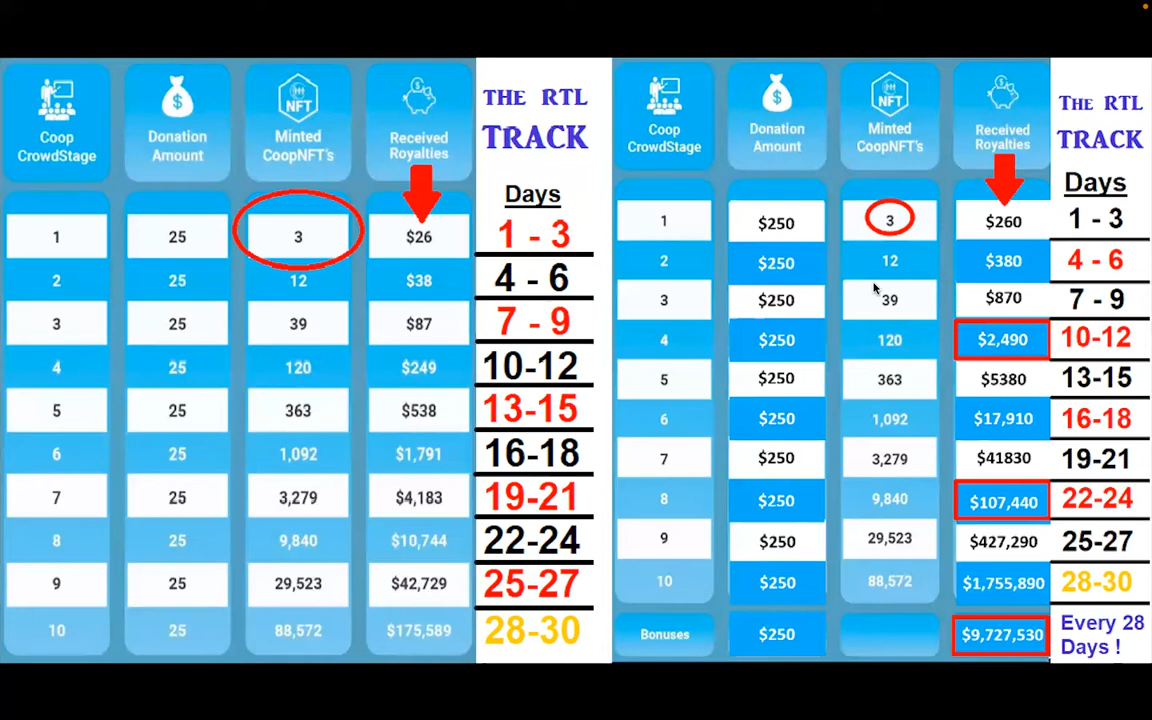 Coop CrowdStage
Donation Amount
NFT
Minted CoopNFT's
Received Royalties
THE RTL
TRACK
Days
1 25 3 $26 1 - 3
2 25 12 $38 4 - 6
3 25 39 $87 7 - 9
4 25 120 $249 10-12
5 25 363 $538 13-15
6 25 1,092 $1,791 16-18
7 25 3,279 $4,183 19-21
8 25 9,840 $10,744 22-24
9 25 29,523 $42,729 25-27
10 25 88,572 $175,589 28-30
Coop CrowdStage
Donation Amount
NFT
Minted CoopNFT's
Received Royalties
THE RTL
TRACK
Days
1 $250 3 $260 1 - 3
2 $250 12 $380 4 - 6
3 $250 39 $870 7 - 9
4 $250 120 $2,490 10-12
5 $250 363 $5380 13-15
6 $250 1,092 $17,910 16-18
7 $250 3,279 $41830 19-21
8 $250 9,840 $107,440 22-24
9 $250 29,523 $427,290 25-27
10 $250 88,572 $1,755,890 28-30
Bonuses $250 $9,727,530 Every 28 Days !